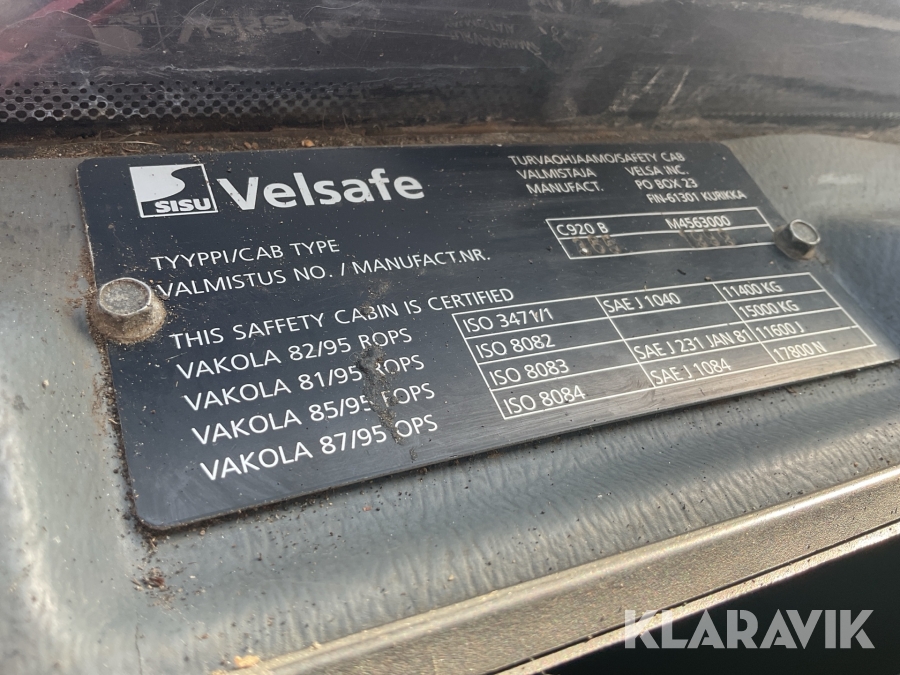 SISU Velsafe
TURVAOHJAAMO/SAFETY CAB
VALMISTAJA VELSA INC.
MANUFACT. PO BOX 23
FIN-61301 KURIKKA
TYYPPI/CAB TYPE C920 B M4563000
VALMISTUS NO. / MANUFACT.NR.
THIS SAFFETY CABIN IS CERTIFIED
VAKOLA 82/95 ROPS ISO 3471/1 SAE J 1040 11400 KG
VAKOLA 81/95 ROPS ISO 8082 15000 KG
VAKOLA 85/95 FOPS ISO 8083 SAE J 231 JAN 81 11600 J
VAKOLA 87/95 OPS ISO 8084 SAE J 1084 17800 N
KLARAVIK